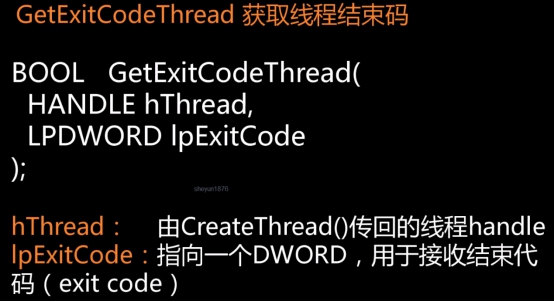 GetExitCodeThread 获取线程结束码
BOOL GetExitCodeThread(
HANDLE hThread,
LPDWORD lpExitCode
);
sheyun1878
hThread： 由CreateThread()传回的线程handle
lpExitCode：指向一个DWORD，用于接收结束代
码（exit code）